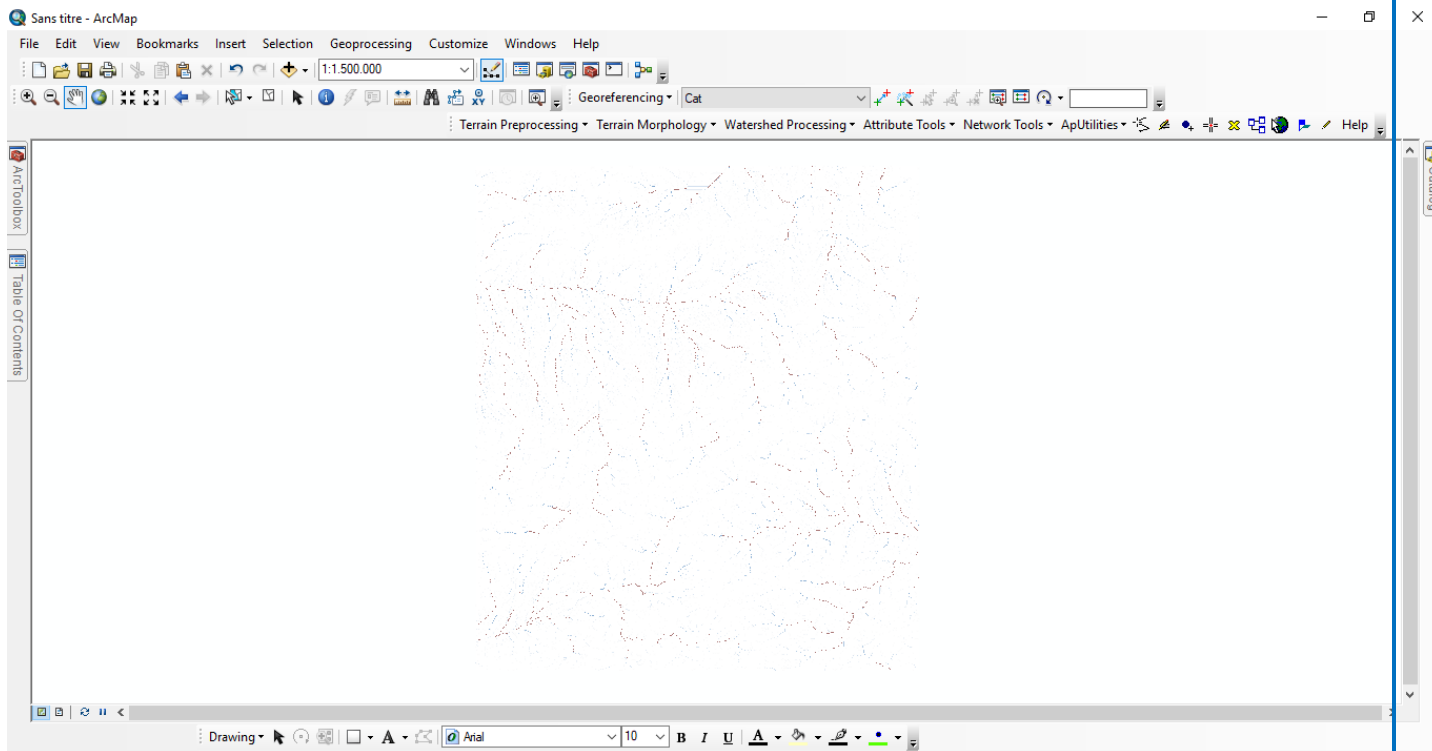 Sans titre - ArcMap
File Edit View Bookmarks Insert Selection Geoprocessing Customize Windows Help
1:1.500.000
Georeferencing Cat
Terrain Preprocessing Terrain Morphology Watershed Processing Attribute Tools Network Tools ApUtilities Help
ArcToolbox
Table Of Contents
Drawing A Arial 10 B I U A